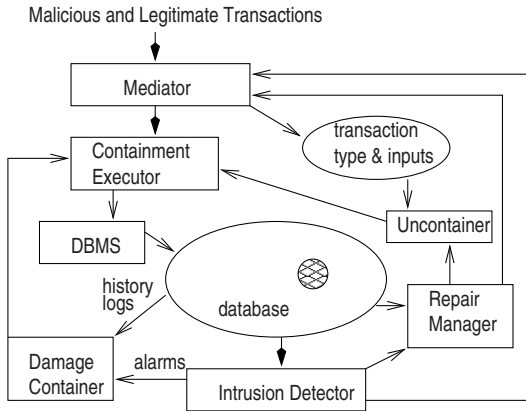 Malicious and Legitimate Transactions
Mediator
transaction
type & inputs
Containment
Executor
Uncontainer
DBMS
history
logs
database
Repair
Manager
Damage
Container
alarms
Intrusion Detector